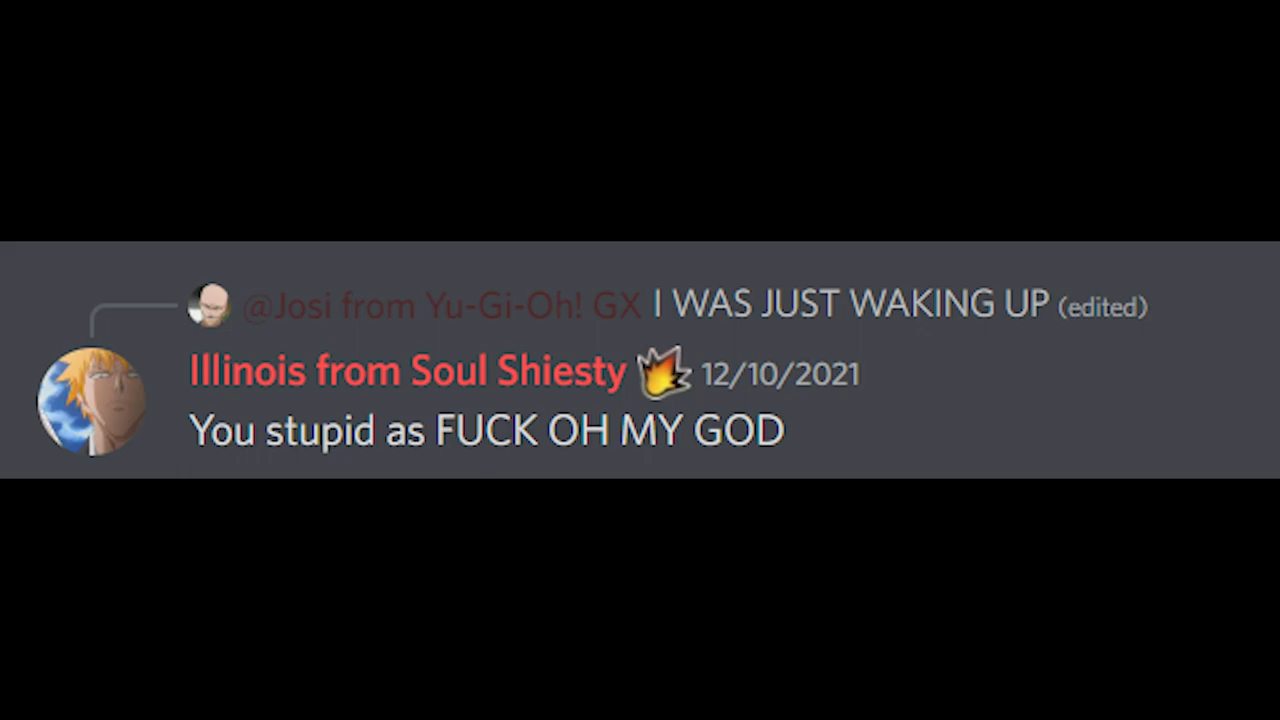 @Josi from Yu-Gi-Oh! GX I WAS JUST WAKING UP (edited)
Illinois from Soul Shiesty 12/10/2021
You stupid as FUCK OH MY GOD